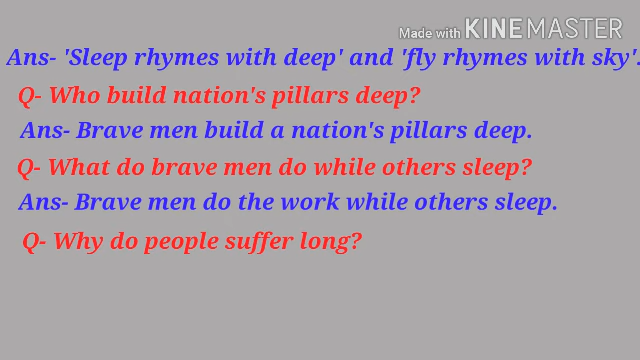 Made with KINEMASTER
Ans- 'Sleep rhymes with deep' and 'fly rhymes with sky'.
Q- Who build nation's pillars deep?
Ans- Brave men build a nation's pillars deep.
Q- What do brave men do while others sleep?
Ans- Brave men do the work while others sleep.
Q- Why do people suffer long?